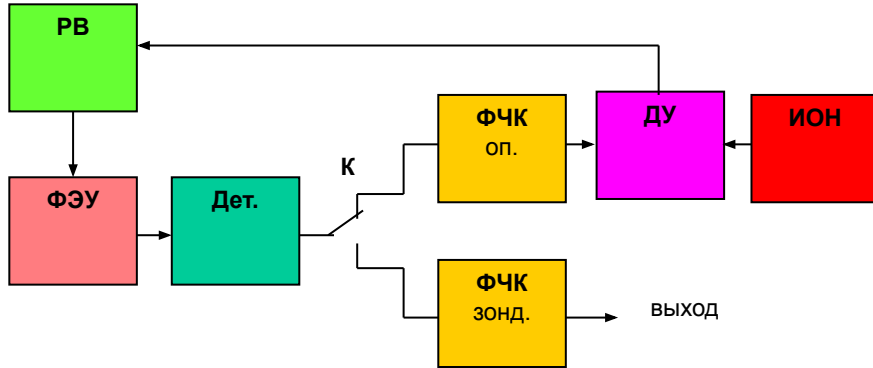 РВ
ФЧК
оп.
ДУ
ИОН
К
ФЭУ
Дет.
ФЧК
зонд.
выход